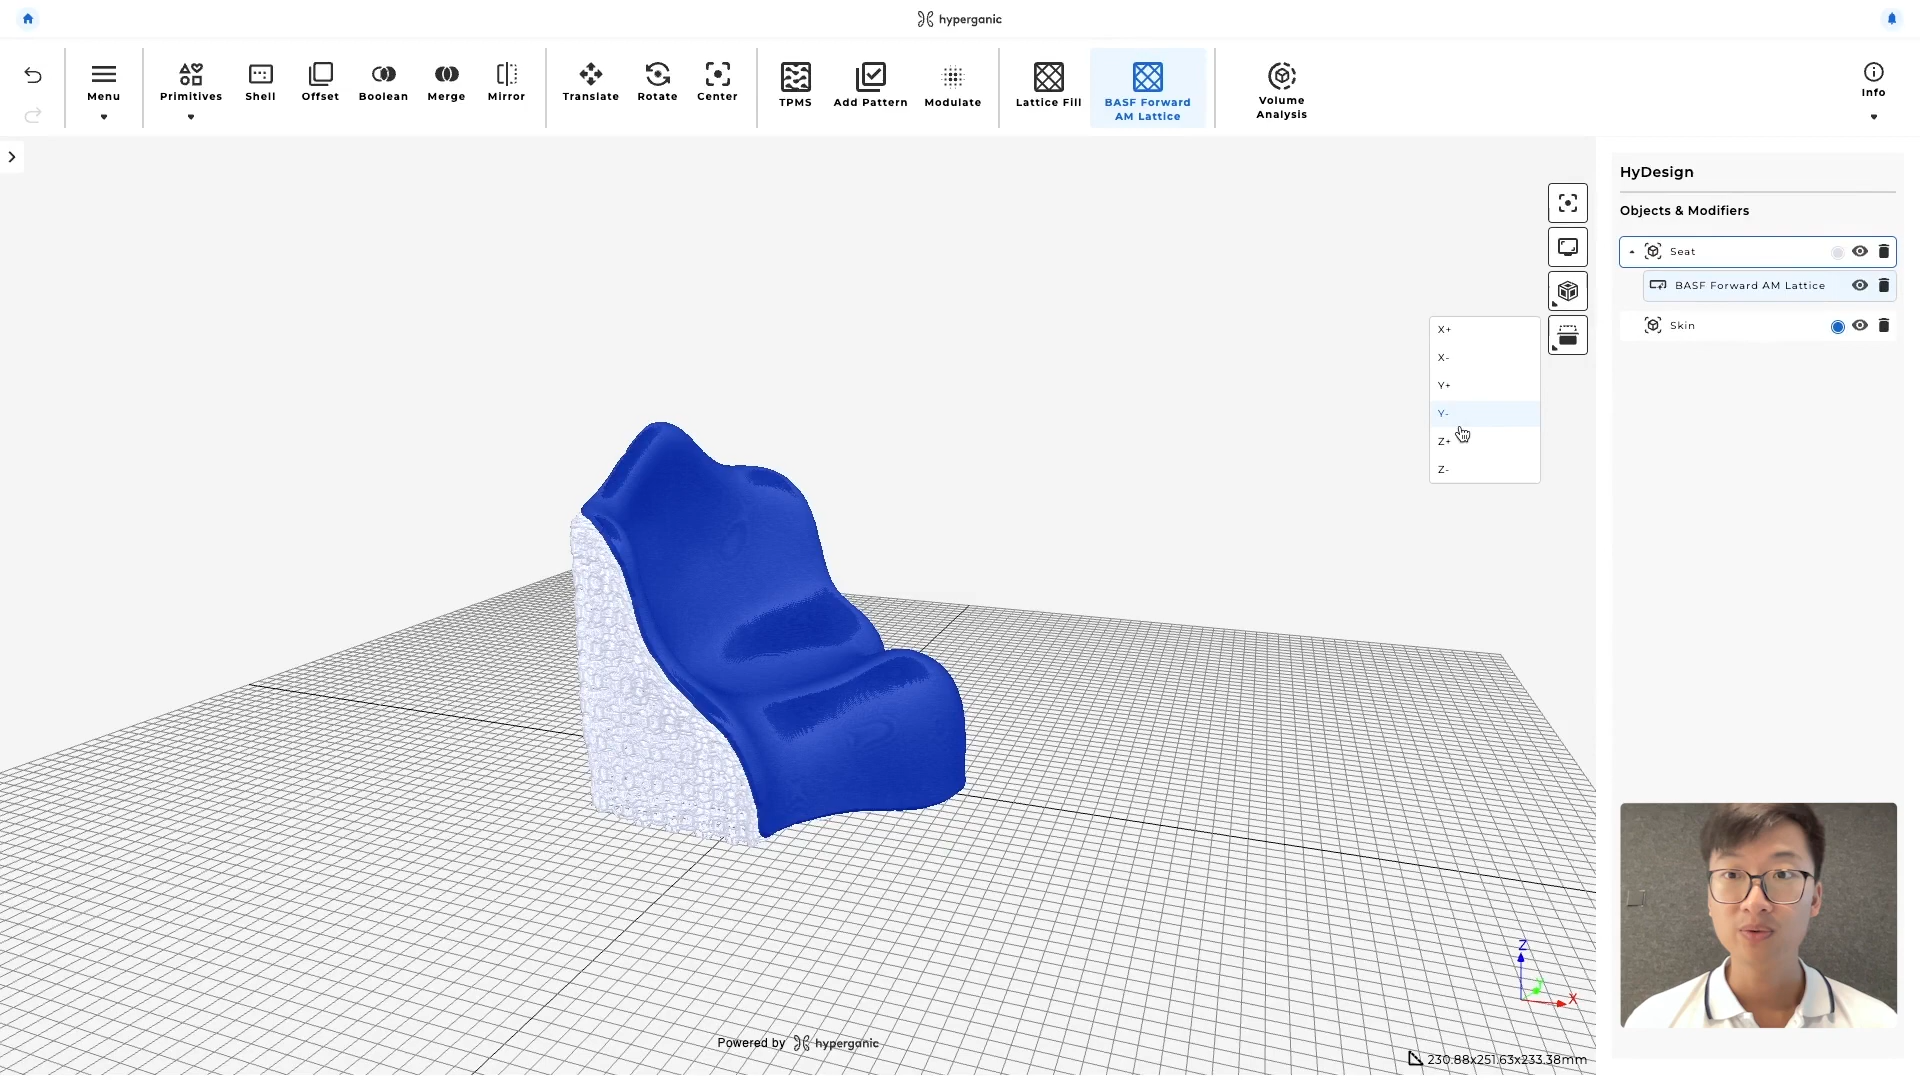 hyperganic
Menu
Primitives
Shell
Offset
Boolean
Merge
Mirror
Translate
Rotate
Center
TPMS
Add Pattern
Modulate
Lattice Fill
BASF Forward
AM Lattice
Volume
Analysis
Info
HyDesign
Objects & Modifiers
Seat
BASF Forward AM Lattice
Skin
X+
X-
Y+
Y-
Z+
Z-
Z
Y
X
Powered by hyperganic
230.88x251.63x233.38mm